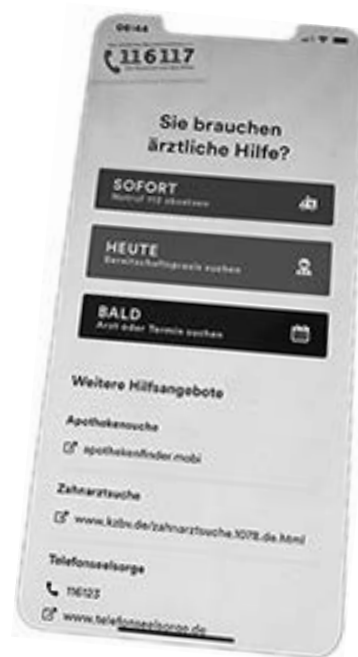 06:44
116117
Sie brauchen
ärztliche Hilfe?
SOFORT
Notruf 112 absetzen
HEUTE
Bereitschaftspraxis suchen
BALD
Arzt oder Termin suchen
Weitere Hilfsangebote
Apothekensuche
apothekenfinder.mobi
Zahnarztsuche
www.kzbv.de/zahnarztsuche.1078.de.html
Telefonseelsorge
116123
www.telefonseelsorge.de